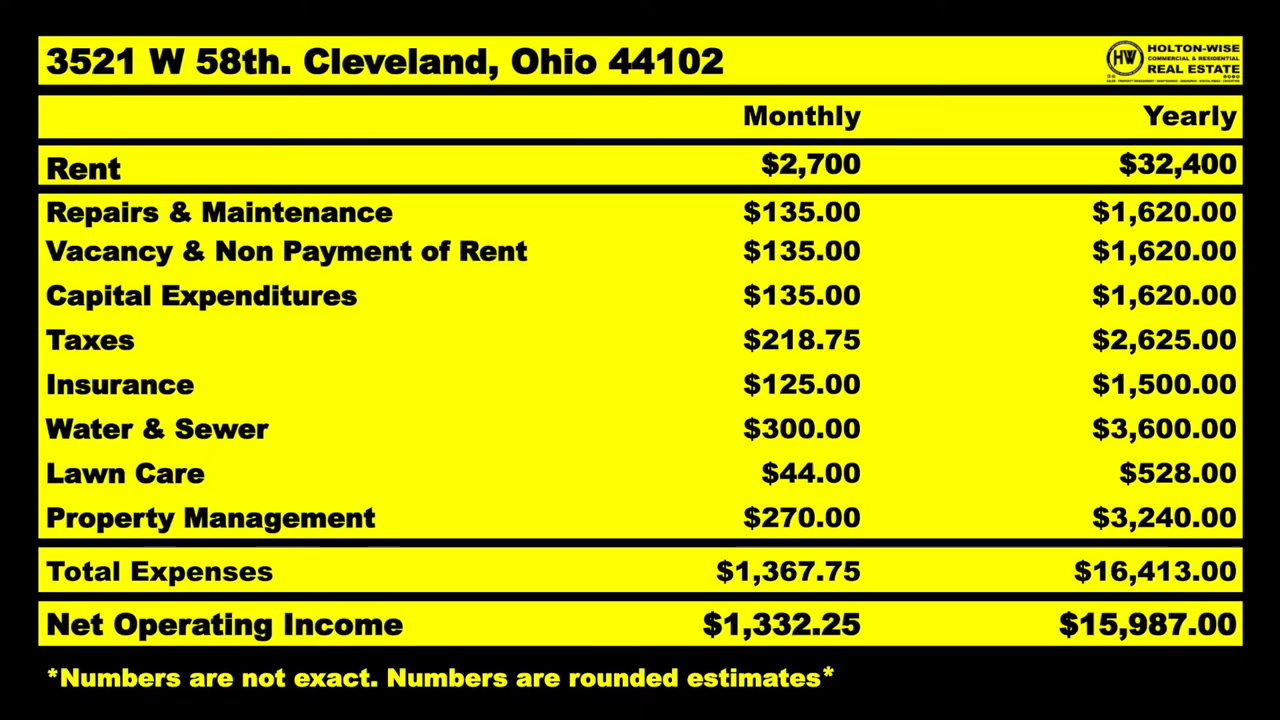 3521 W 58th. Cleveland, Ohio 44102
HW
HOLTON-WISE
COMMERCIAL & RESIDENTIAL
REAL ESTATE
Monthly Yearly
Rent $2,700 $32,400
Repairs & Maintenance $135.00 $1,620.00
Vacancy & Non Payment of Rent $135.00 $1,620.00
Capital Expenditures $135.00 $1,620.00
Taxes $218.75 $2,625.00
Insurance $125.00 $1,500.00
Water & Sewer $300.00 $3,600.00
Lawn Care $44.00 $528.00
Property Management $270.00 $3,240.00
Total Expenses $1,367.75 $16,413.00
Net Operating Income $1,332.25 $15,987.00
*Numbers are not exact. Numbers are rounded estimates*